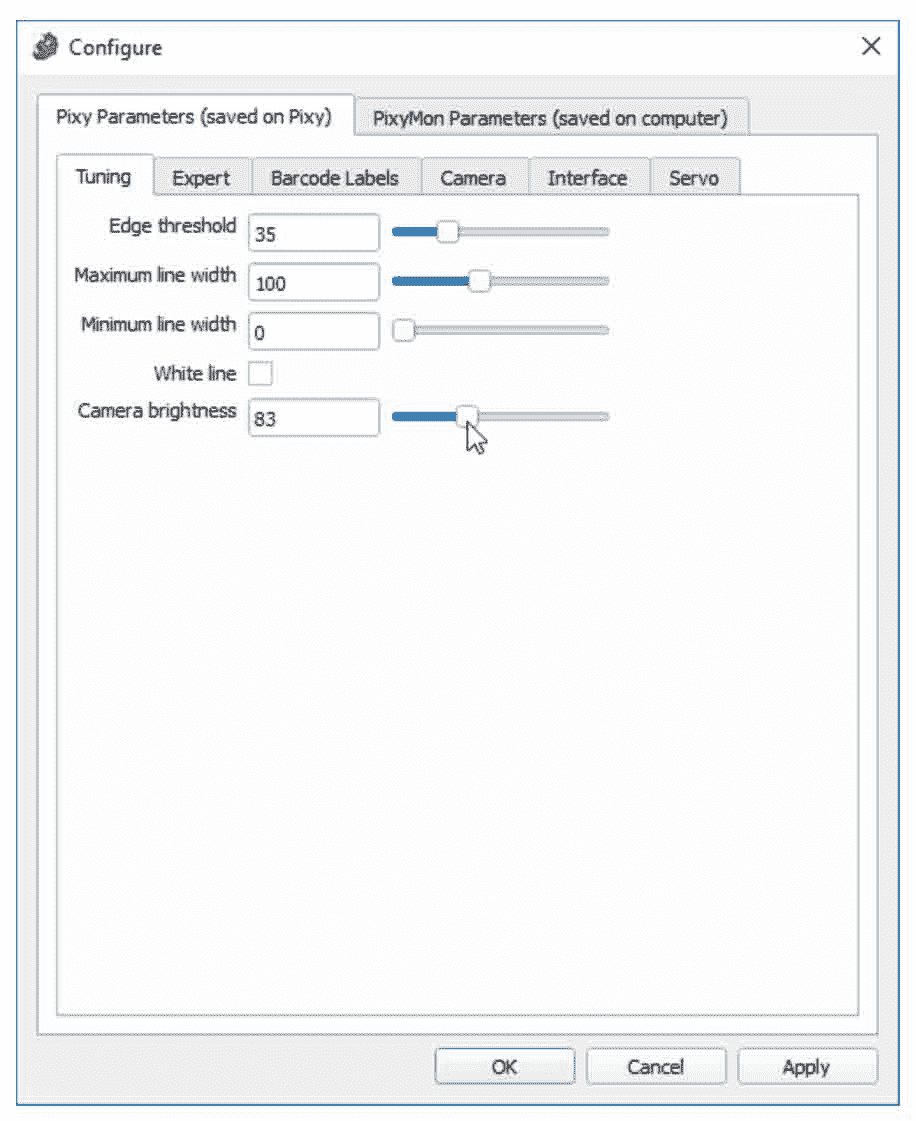 Configure
Pixy Parameters (saved on Pixy) PixyMon Parameters (saved on computer)
Tuning Expert Barcode Labels Camera Interface Servo
Edge threshold 35
Maximum line width 100
Minimum line width 0
White line
Camera brightness 83
OK Cancel Apply